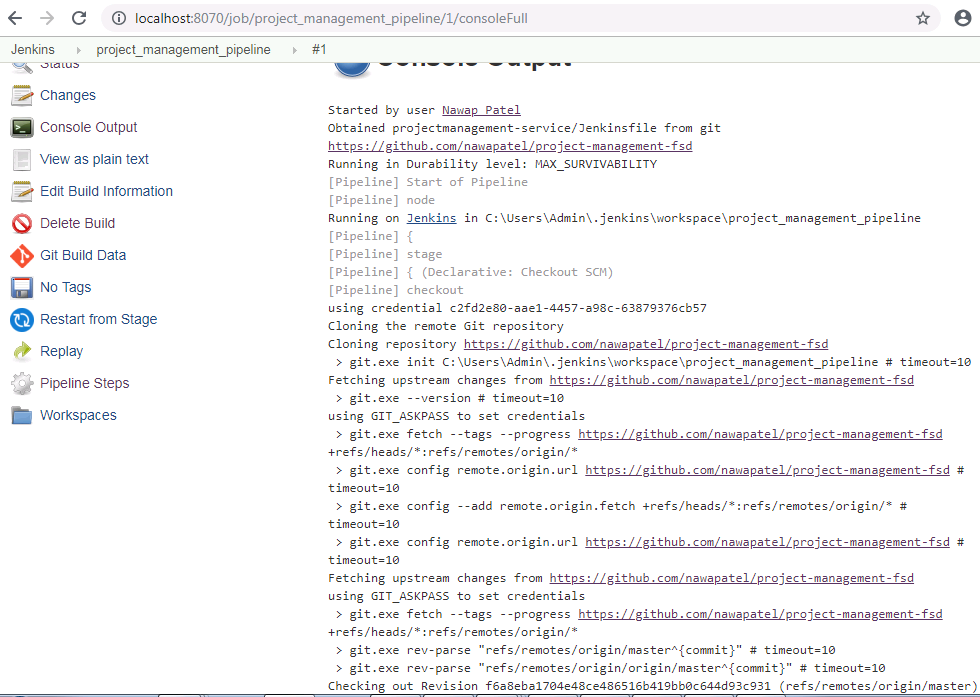 localhost:8070/job/project_management_pipeline/1/consoleFull
Jenkins
project_management_pipeline
#1
Status
Changes
Console Output
View as plain text
Edit Build Information
Delete Build
Git Build Data
No Tags
Restart from Stage
Replay
Pipeline Steps
Workspaces
Console Output
Started by user Nawap Patel
Obtained projectmanagement-service/Jenkinsfile from git
https://github.com/nawapatel/project-management-fsd
Running in Durability level: MAX_SURVIVABILITY
[Pipeline] Start of Pipeline
[Pipeline] node
Running on Jenkins in C:\Users\Admin\.jenkins\workspace\project_management_pipeline
[Pipeline] {
[Pipeline] stage
[Pipeline] { (Declarative: Checkout SCM)
[Pipeline] checkout
using credential c2fd2e80-aae1-4457-a98c-63879376cb57
Cloning the remote Git repository
Cloning repository https://github.com/nawapatel/project-management-fsd
> git.exe init C:\Users\Admin\.jenkins\workspace\project_management_pipeline # timeout=10
Fetching upstream changes from https://github.com/nawapatel/project-management-fsd
> git.exe --version # timeout=10
using GIT_ASKPASS to set credentials
> git.exe fetch --tags --progress https://github.com/nawapatel/project-management-fsd
+refs/heads/*:refs/remotes/origin/*
> git.exe config remote.origin.url https://github.com/nawapatel/project-management-fsd #
timeout=10
> git.exe config --add remote.origin.fetch +refs/heads/*:refs/remotes/origin/* #
timeout=10
> git.exe config remote.origin.url https://github.com/nawapatel/project-management-fsd #
timeout=10
Fetching upstream changes from https://github.com/nawapatel/project-management-fsd
using GIT_ASKPASS to set credentials
> git.exe fetch --tags --progress https://github.com/nawapatel/project-management-fsd
+refs/heads/*:refs/remotes/origin/*
> git.exe rev-parse "refs/remotes/origin/master^{commit}" # timeout=10
> git.exe rev-parse "refs/remotes/origin/origin/master^{commit}" # timeout=10
Checking out Revision f6a8eba1704e48ce486516b419bb0c644d93c931 (refs/remotes/origin/master)